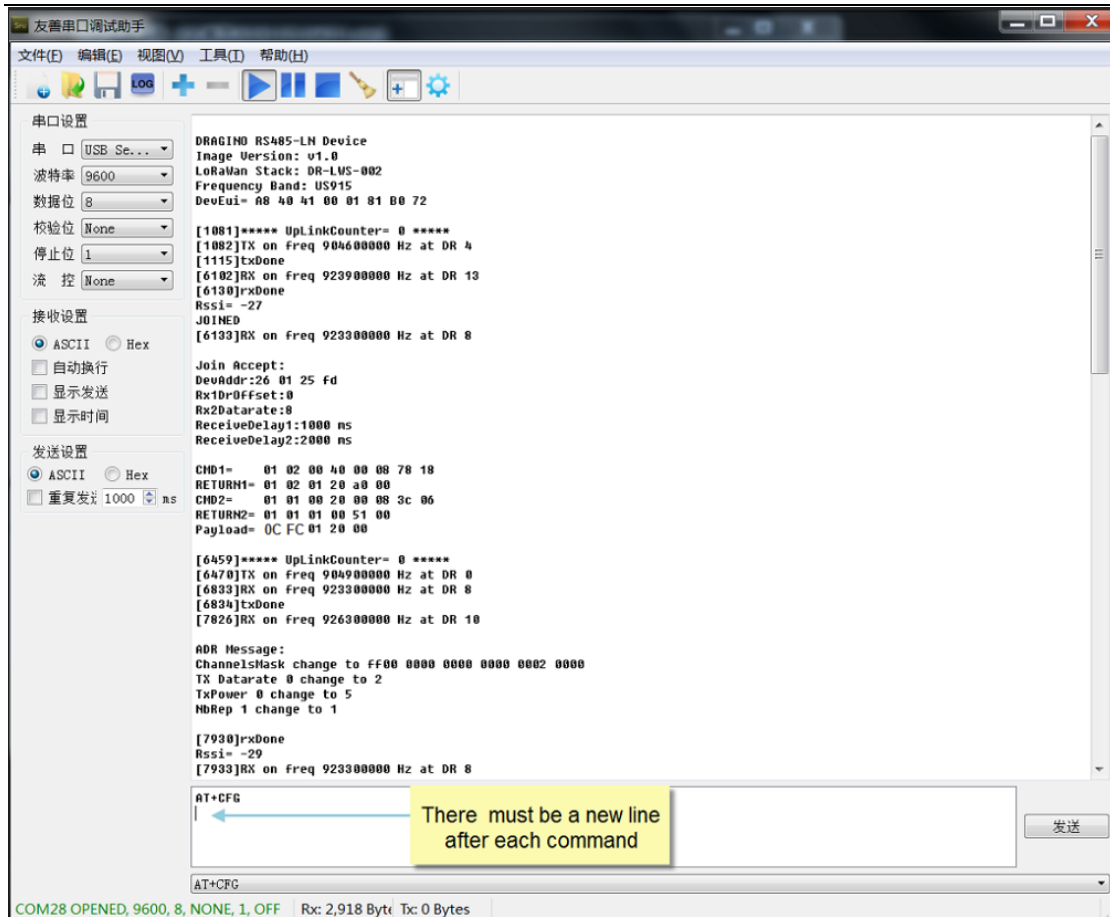 友善串口调试助手
文件(F) 编辑(E) 视图(V) 工具(T) 帮助(H)
LOG
串口设置
串 口 USB Se...
波特率 9600
数据位 8
校验位 None
停止位 1
流 控 None
接收设置
ASCII Hex
自动换行
显示发送
显示时间
发送设置
ASCII Hex
重复发 1000 ms
DRAGINO RS485-LN Device
Image Version: v1.0
LoRaWan Stack: DR-LWS-002
Frequency Band: US915
DevEui= A8 40 41 00 01 81 B0 72
[1081]***** UpLinkCounter= 0 *****
[1082]TX on freq 904600000 Hz at DR 4
[1115]txDone
[6102]RX on freq 923900000 Hz at DR 13
[6130]rxDone
Rssi= -27
JOINED
[6133]RX on freq 923300000 Hz at DR 8
Join Accept:
DevAddr:26 01 25 fd
Rx1DrOffset:0
Rx2Datarate:8
ReceiveDelay1:1000 ms
ReceiveDelay2:2000 ms
CMD1= 01 02 00 40 00 08 78 18
RETURN1= 01 02 01 20 a0 00
CMD2= 01 01 00 20 00 08 3c 06
RETURN2= 01 01 01 00 51 00
Payload= 0C FC 01 20 00
[6459]***** UpLinkCounter= 0 *****
[6470]TX on freq 904900000 Hz at DR 0
[6833]RX on freq 923300000 Hz at DR 8
[6834]txDone
[7826]RX on freq 926300000 Hz at DR 10
ADR Message:
ChannelsMask change to ff00 0000 0000 0000 0002 0000
TX Datarate 0 change to 2
TxPower 0 change to 5
NbRep 1 change to 1
[7930]rxDone
Rssi= -29
[7933]RX on freq 923300000 Hz at DR 8
AT+CFG
There must be a new line
after each command
发送
AT+CFG
COM28 OPENED, 9600, 8, NONE, 1, OFF Rx: 2,918 Byte Tx: 0 Bytes